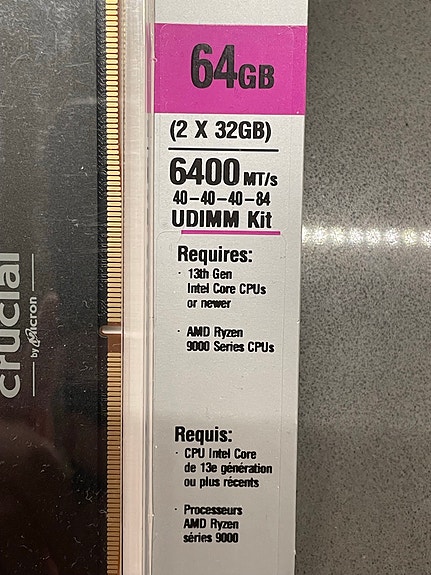 64GB
(2 X 32GB)
6400 MT/s
40-40-40-84
UDIMM Kit
Requires:
· 13th Gen
Intel Core CPUs
or newer
· AMD Ryzen
9000 Series CPUs
Requis:
· CPU Intel Core
de 13e génération
ou plus récents
· Processeurs
AMD Ryzen
séries 9000
crucial
by Micron